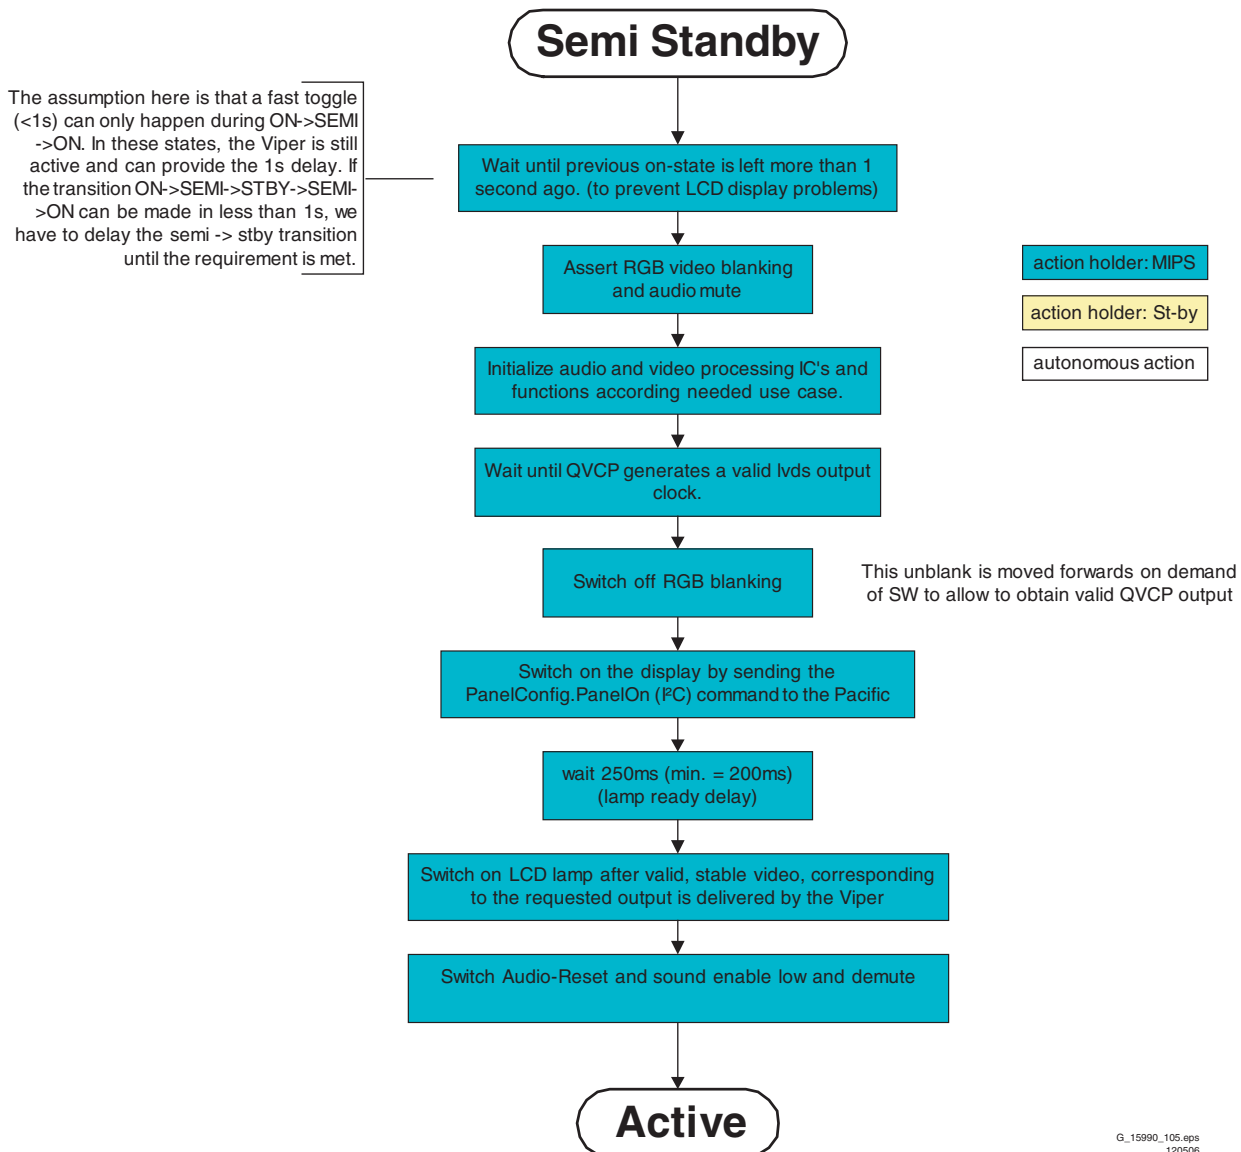 Semi Standby
The assumption here is that a fast toggle
(<1s) can only happen during ON->SEMI
->ON. In these states, the Viper is still
active and can provide the 1s delay. If
the transition ON->SEMI->STBY->SEMI-
>ON can be made in less than 1s, we
have to delay the semi -> stby transition
until the requirement is met.
Wait until previous on-state is left more than 1
second ago. (to prevent LCD display problems)
Assert RGB video blanking
and audio mute
action holder: MIPS
action holder: St-by
autonomous action
Initialize audio and video processing IC's and
functions according needed use case.
Wait until QVCP generates a valid lvds output
clock.
Switch off RGB blanking
This unblank is moved forwards on demand
of SW to allow to obtain valid QVCP output
Switch on the display by sending the
PanelConfig.PanelOn (I²C) command to the Pacific
wait 250ms (min. = 200ms)
(lamp ready delay)
Switch on LCD lamp after valid, stable video, corresponding
to the requested output is delivered by the Viper
Switch Audio-Reset and sound enable low and demute
Active
G_15990_105.eps
120506